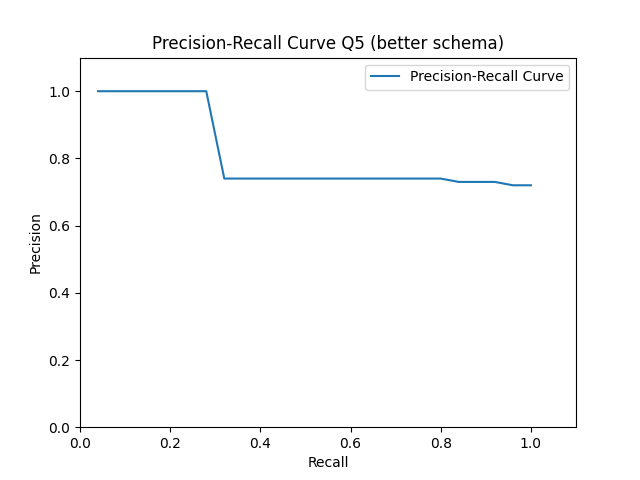 Precision-Recall Curve Q5 (better schema)
Precision-Recall Curve
1.0
0.8
0.6
0.4
0.2
0.0
Precision
0.0 0.2 0.4 0.6 0.8 1.0
Recall